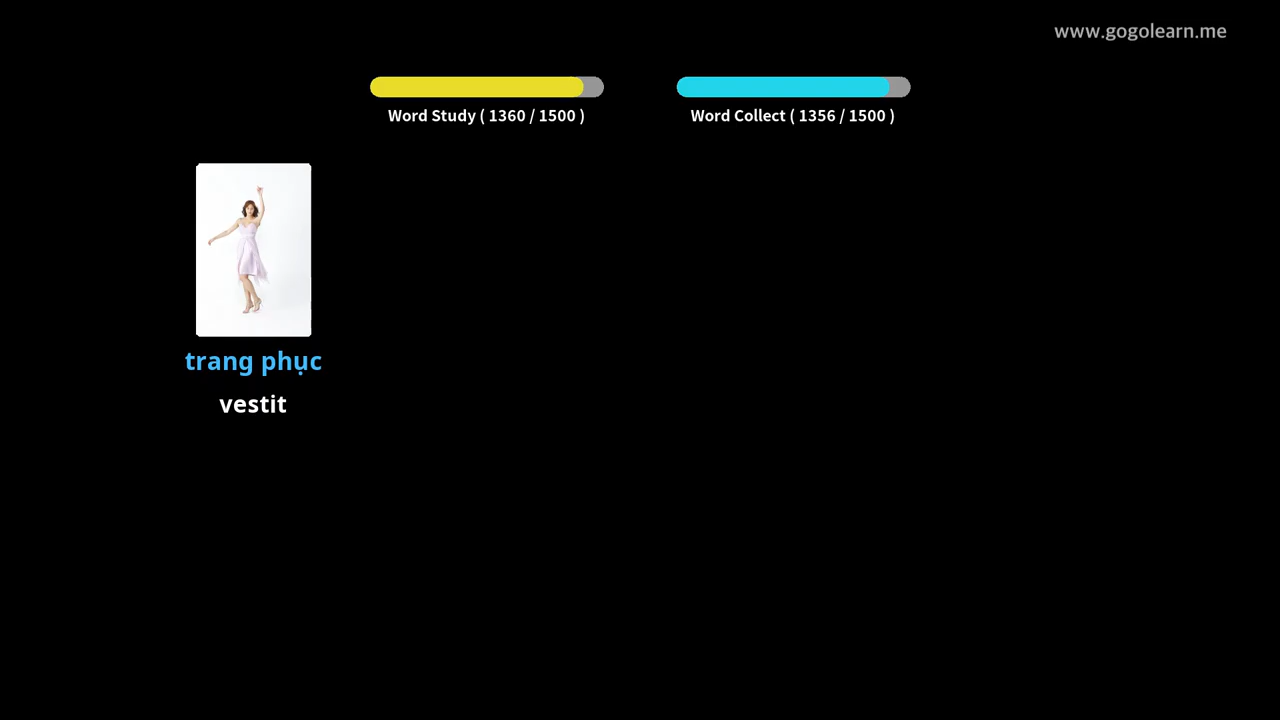 www.gogolearn.me
Word Study ( 1360 / 1500 )
Word Collect ( 1356 / 1500 )
trang phục
vestit